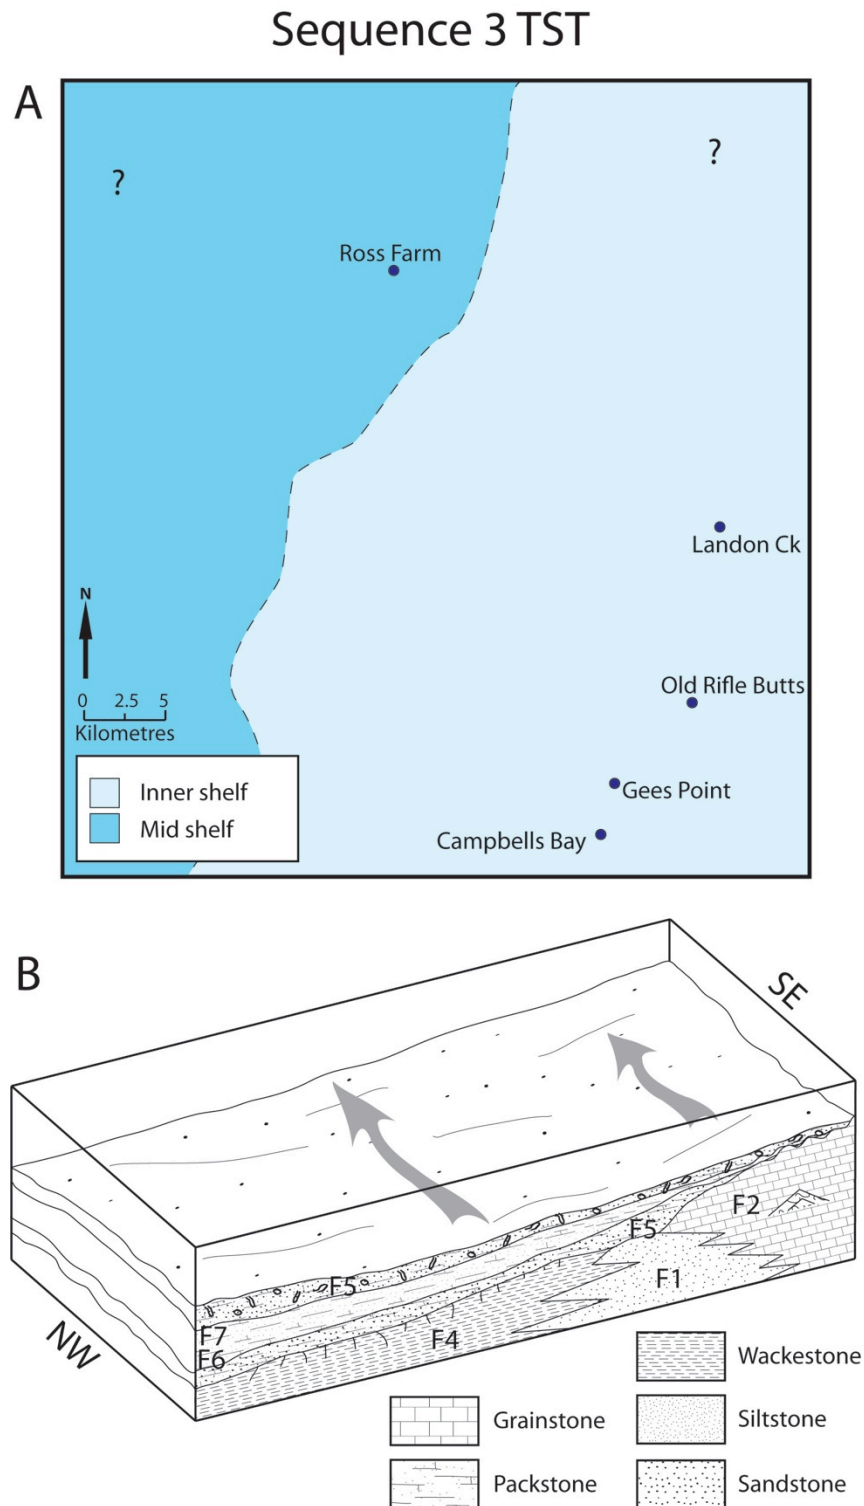 Sequence 3 TST
A
?
?
Ross Farm
Landon Ck
N
Old Rifle Butts
0 2.5 5
Kilometres
Gees Point
Inner shelf
Mid shelf
Campbells Bay
B
SE
F2
F5
F1
F5
F7
F4
F6
NW
Wackestone
Grainstone
Siltstone
Packstone
Sandstone